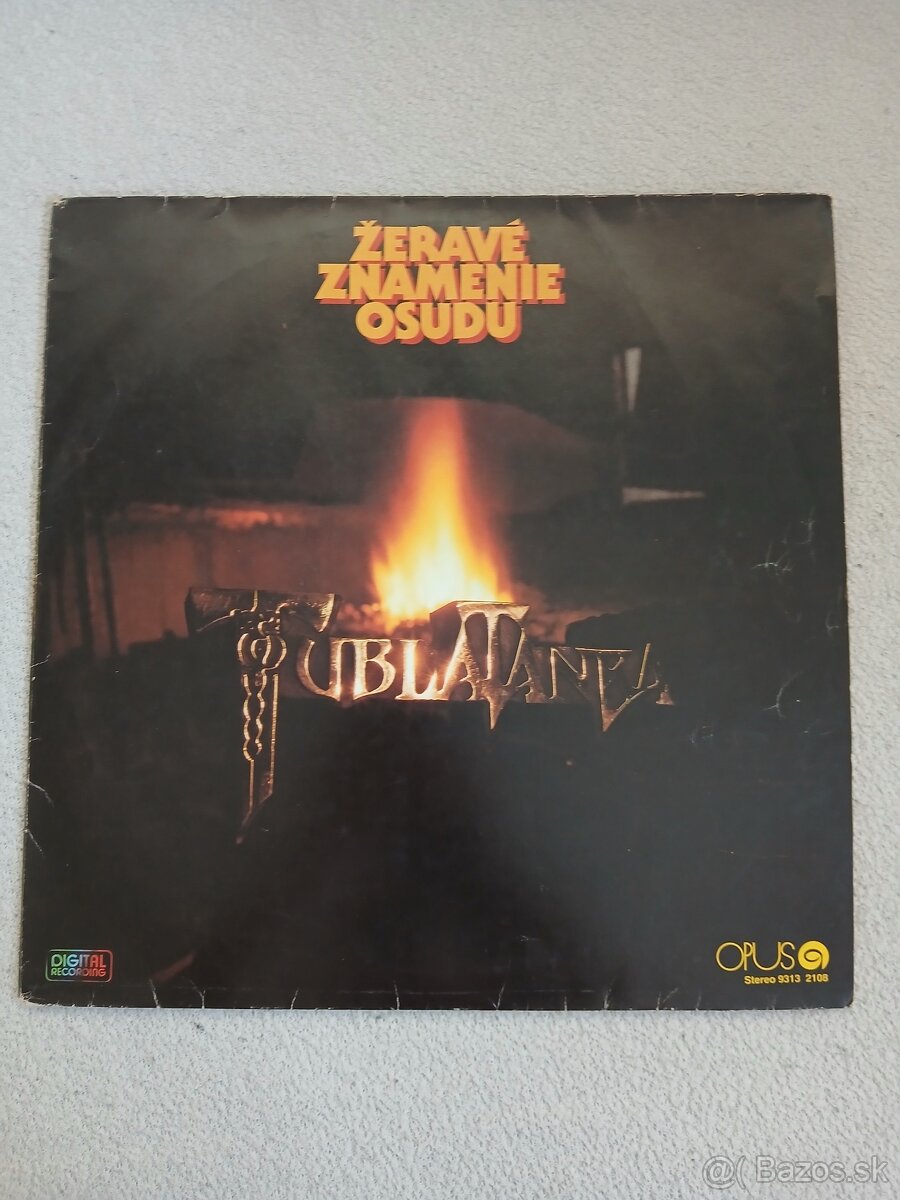 ŽERAVÉ
ZNAMENIE
OSUDU
TUBLATANKA
DIGITAL
RECORDING
OPUS
Stereo 9313 2108
@( Bazos.sk